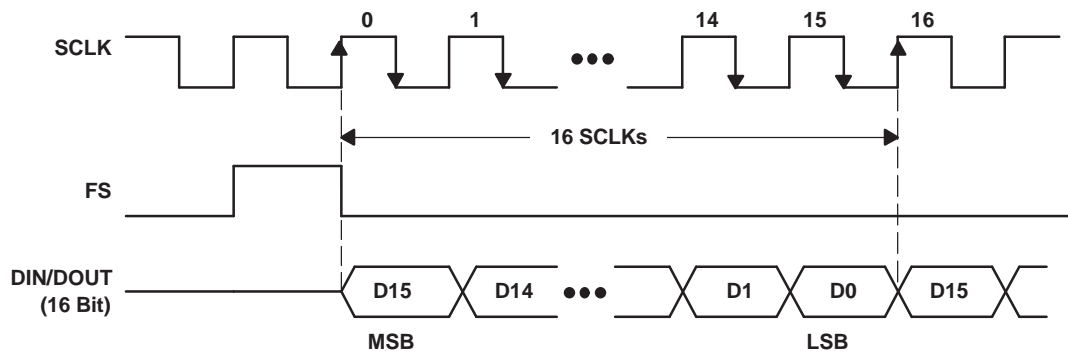 0 1 14 15 16
SCLK
16 SCLKs
FS
DIN/DOUT
(16 Bit)
D15 D14 D1 D0 D15
MSB LSB